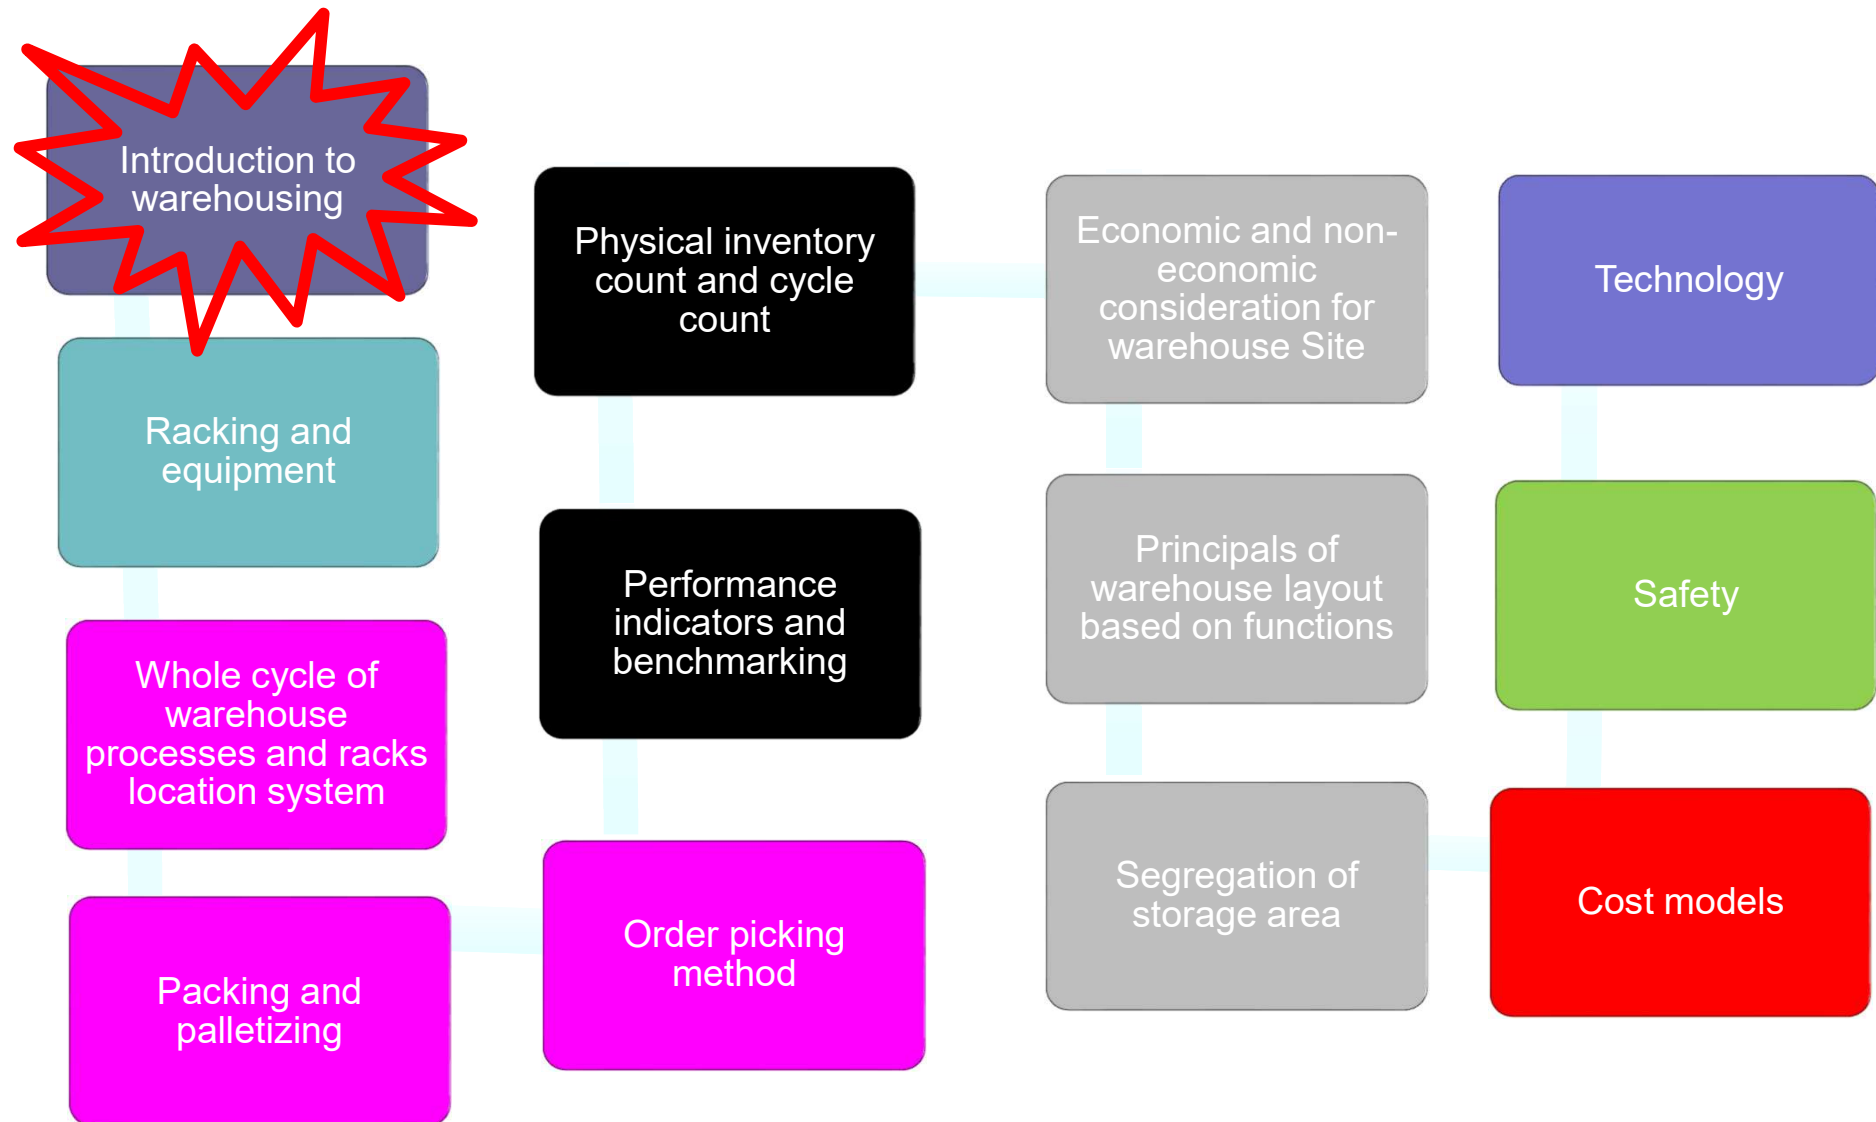 Introduction to
warehousing
Racking and
equipment
Whole cycle of
warehouse
processes and racks
location system
Packing and
palletizing
Order picking
method
Performance
indicators and
benchmarking
Physical inventory
count and cycle
count
Economic and non-
economic
consideration for
warehouse Site
Principals of
warehouse layout
based on functions
Segregation of
storage area
Cost models
Safety
Technology